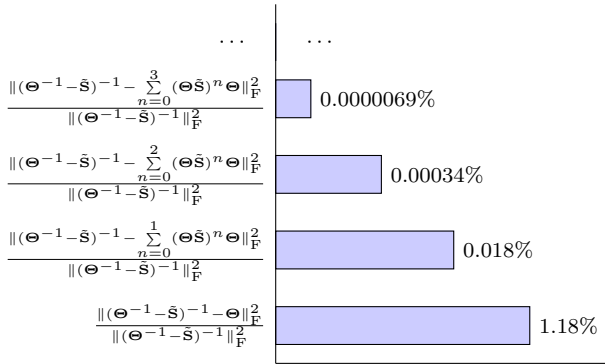 ... ...
‖(Θ⁻¹−S̃)⁻¹− ∑_{n=0}^{3} (ΘS̃)ⁿΘ‖²_F / ‖(Θ⁻¹−S̃)⁻¹‖²_F 0.0000069%
‖(Θ⁻¹−S̃)⁻¹− ∑_{n=0}^{2} (ΘS̃)ⁿΘ‖²_F / ‖(Θ⁻¹−S̃)⁻¹‖²_F 0.00034%
‖(Θ⁻¹−S̃)⁻¹− ∑_{n=0}^{1} (ΘS̃)ⁿΘ‖²_F / ‖(Θ⁻¹−S̃)⁻¹‖²_F 0.018%
‖(Θ⁻¹−S̃)⁻¹−Θ‖²_F / ‖(Θ⁻¹−S̃)⁻¹‖²_F 1.18%